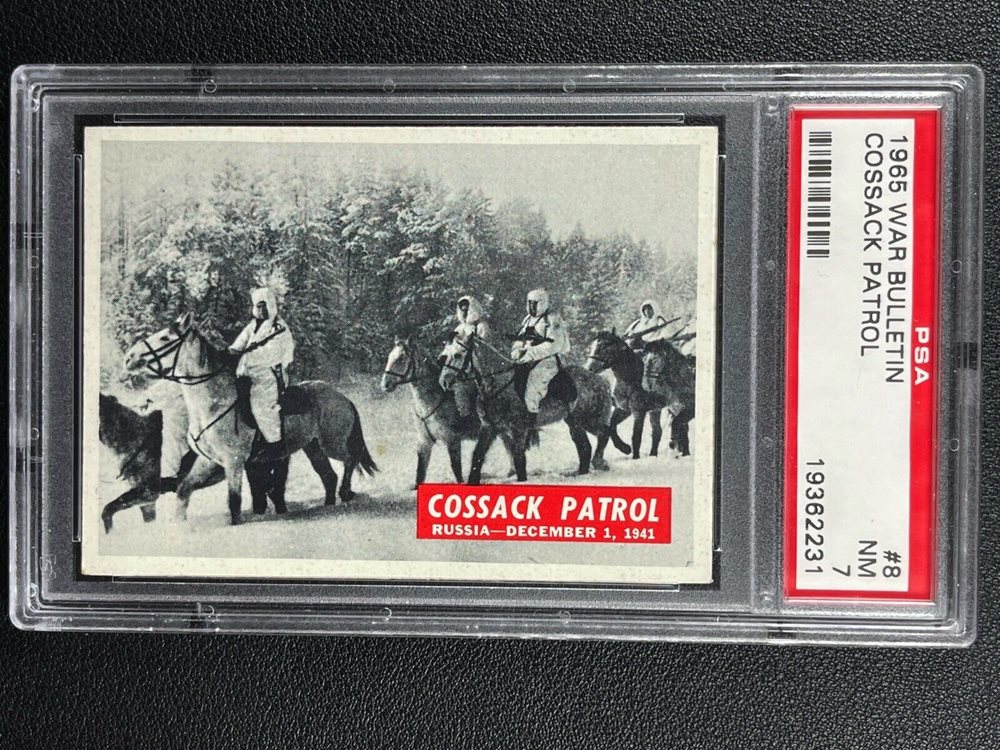 COSSACK PATROL
RUSSIA—DECEMBER 1, 1941
1965 WAR BULLETIN #8
COSSACK PATROL NM
7
19362231
PSA